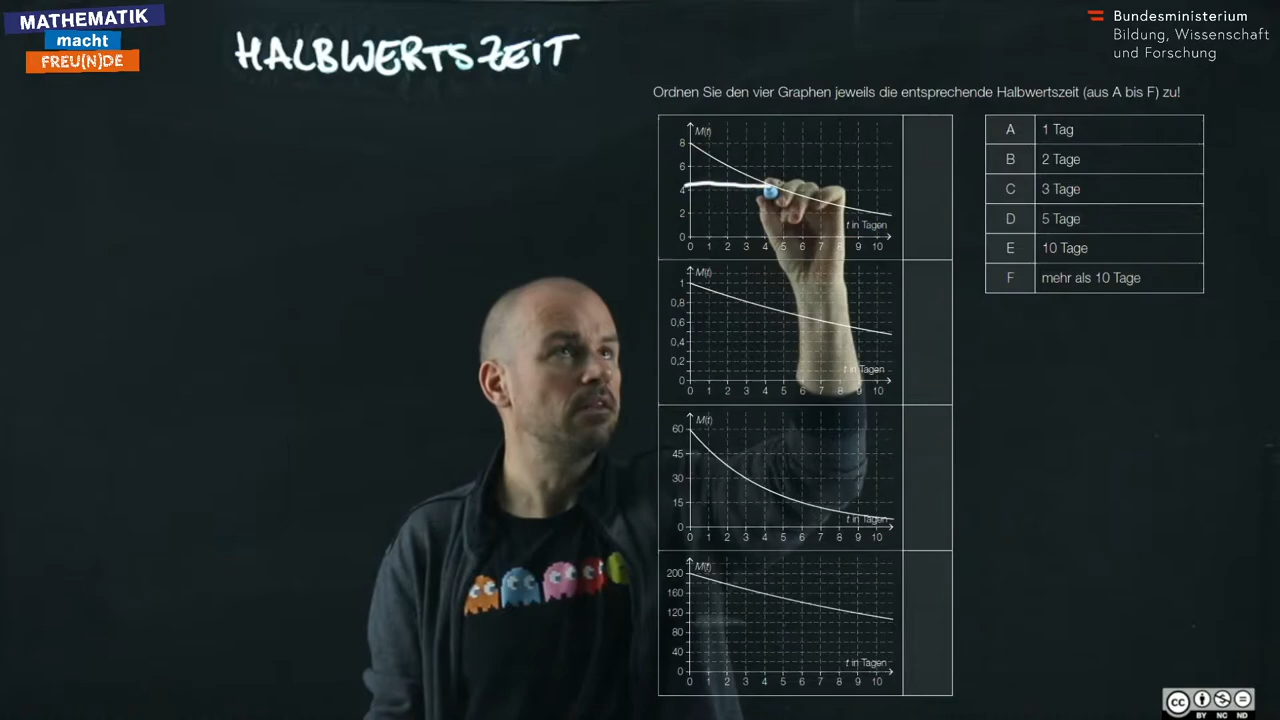 MATHEMATIK
macht
FREU(N)DE
HALBWERTSZEIT
Bundesministerium
Bildung, Wissenschaft
und Forschung
Ordnen Sie den vier Graphen jeweils die entsprechende Halbwertszeit (aus A bis F) zu!
M(t)
8
6
4
2
0
t in Tagen
0 1 2 3 4 5 6 7 8 9 10
M(t)
1
0,8
0,6
0,4
0,2
0
t in Tagen
0 1 2 3 4 5 6 7 8 9 10
M(t)
60
45
30
15
0
t in Tagen
0 1 2 3 4 5 6 7 8 9 10
M(t)
200
160
120
80
40
0
t in Tagen
0 1 2 3 4 5 6 7 8 9 10
A 1 Tag
B 2 Tage
C 3 Tage
D 5 Tage
E 10 Tage
F mehr als 10 Tage
CC
BY NC ND